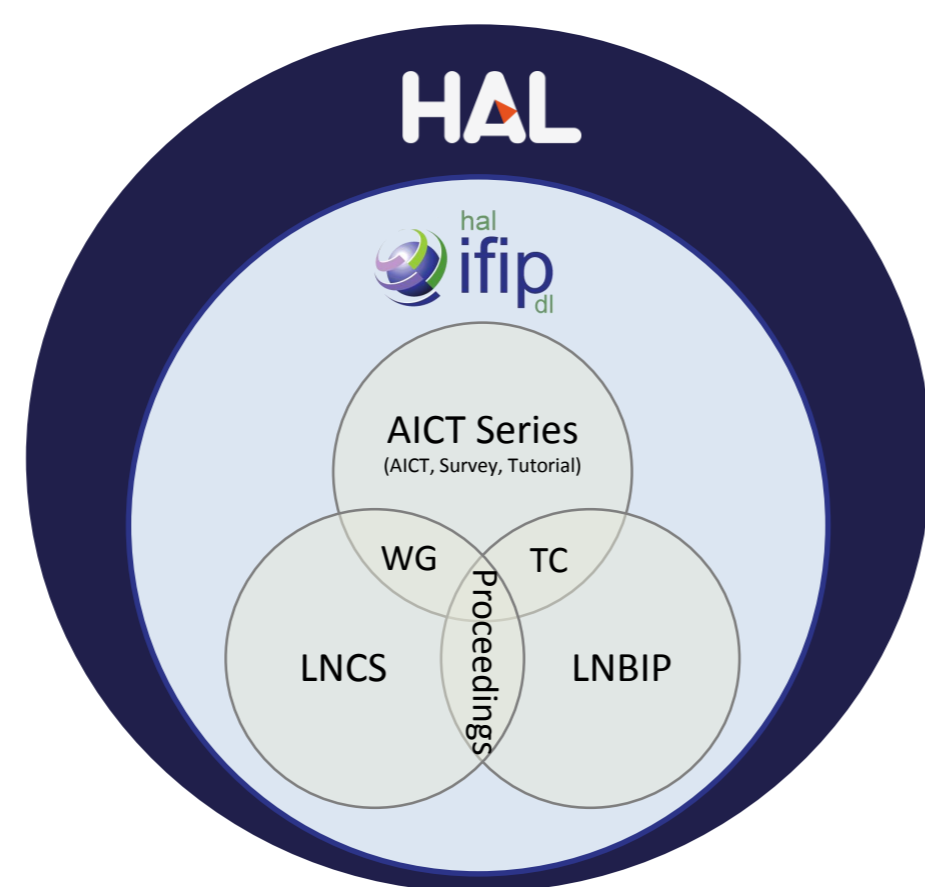 HAL
hal
ifip
dl
AICT Series
(AICT, Survey, Tutorial)
WG
TC
Proceedings
LNCS
LNBIP